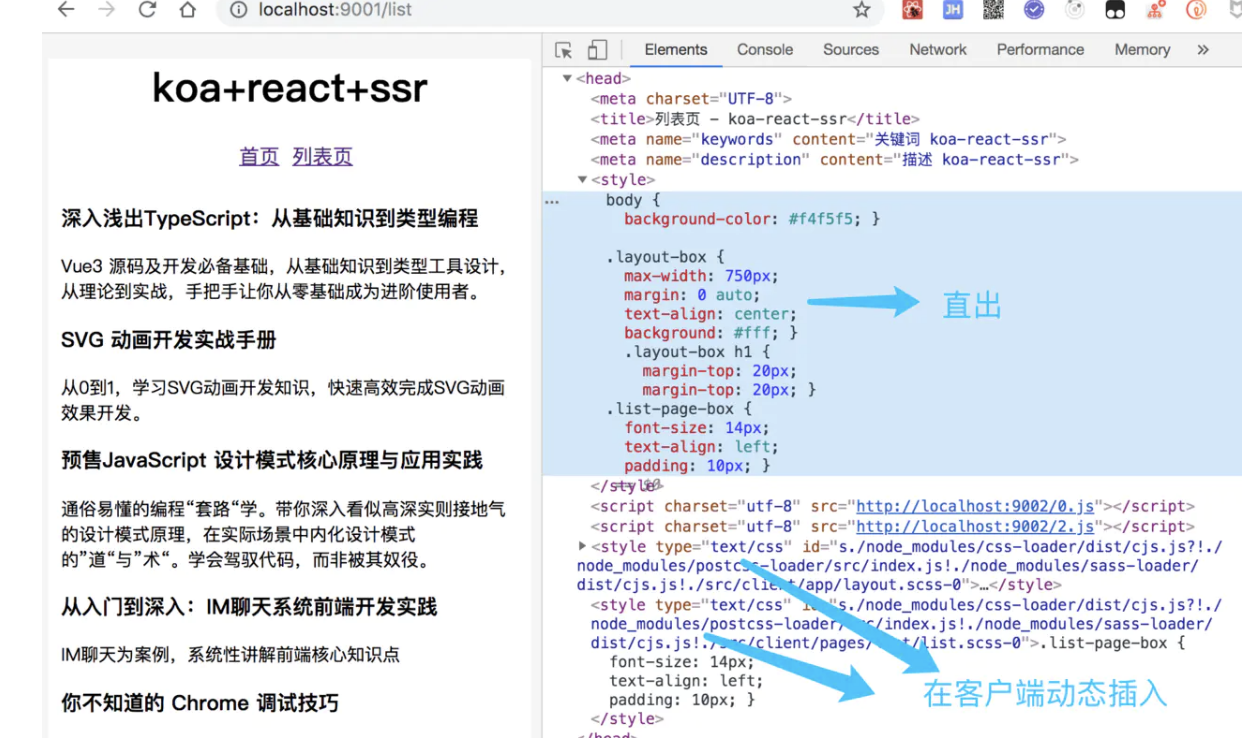 localhost:9001/list
JH
koa+react+ssr
首页 列表页
深入浅出TypeScript：从基础知识到类型编程
Vue3 源码及开发必备基础，从基础知识到类型工具设计，
从理论到实战，手把手让你从零基础成为进阶使用者。
SVG 动画开发实战手册
从0到1，学习SVG动画开发知识，快速高效完成SVG动画
效果开发。
预售JavaScript 设计模式核心原理与应用实践
通俗易懂的编程“套路“学。带你深入看似高深实则接地气
的设计模式原理，在实际场景中内化设计模式
的”道“与”术“。学会驾驭代码，而非被其奴役。
从入门到深入：IM聊天系统前端开发实践
IM聊天为案例，系统性讲解前端核心知识点
你不知道的 Chrome 调试技巧
Elements Console Sources Network Performance Memory »
▼<head>
<meta charset="UTF-8">
<title>列表页 - koa-react-ssr</title>
<meta name="keywords" content="关键词 koa-react-ssr">
<meta name="description" content="描述 koa-react-ssr">
▼<style>
… body {
background-color: #f4f5f5; }
.layout-box {
max-width: 750px;
margin: 0 auto;
text-align: center;
background: #fff; }
.layout-box h1 {
margin-top: 20px;
margin-top: 20px; }
.list-page-box {
font-size: 14px;
text-align: left;
padding: 10px; }
直出
</style> == $0
<script charset="utf-8" src="http://localhost:9002/0.js"></script>
<script charset="utf-8" src="http://localhost:9002/2.js"></script>
▶<style type="text/css" id="s./node_modules/css-loader/dist/cjs.js?!./
node_modules/postcss-loader/src/index.js!./node_modules/sass-loader/
dist/cjs.js!./src/client/app/layout.scss-0">…</style>
<style type="text/css" id="s./node_modules/css-loader/dist/cjs.js?!./
node_modules/postcss-loader/src/index.js!./node_modules/sass-loader/
dist/cjs.js!./src/client/pages/list/list.scss-0">.list-page-box {
font-size: 14px;
text-align: left;
padding: 10px; }
在客户端动态插入
</style>
</head>